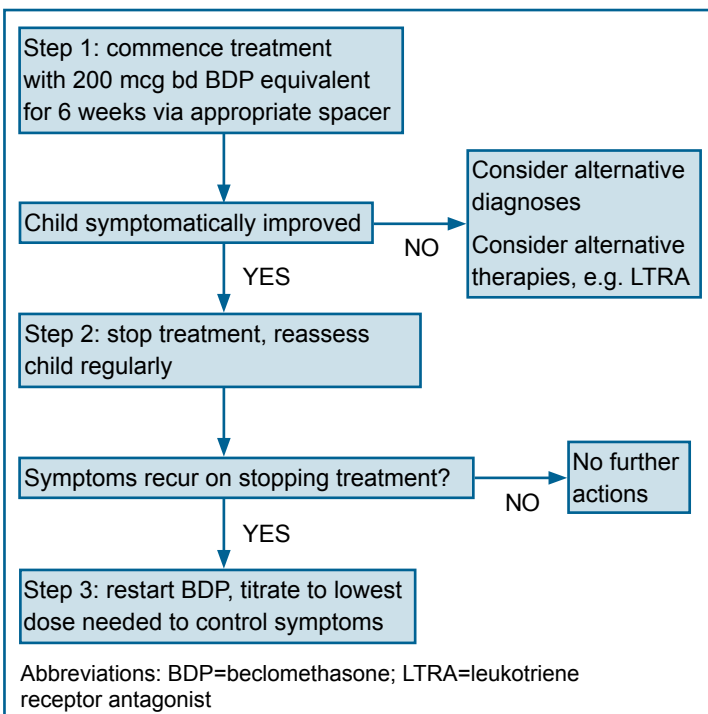 Step 1: commence treatment
with 200 mcg bd BDP equivalent
for 6 weeks via appropriate spacer
Child symptomatically improved
NO
Consider alternative
diagnoses
Consider alternative
therapies, e.g. LTRA
YES
Step 2: stop treatment, reassess
child regularly
Symptoms recur on stopping treatment?
NO
No further
actions
YES
Step 3: restart BDP, titrate to lowest
dose needed to control symptoms
Abbreviations: BDP=beclomethasone; LTRA=leukotriene
receptor antagonist